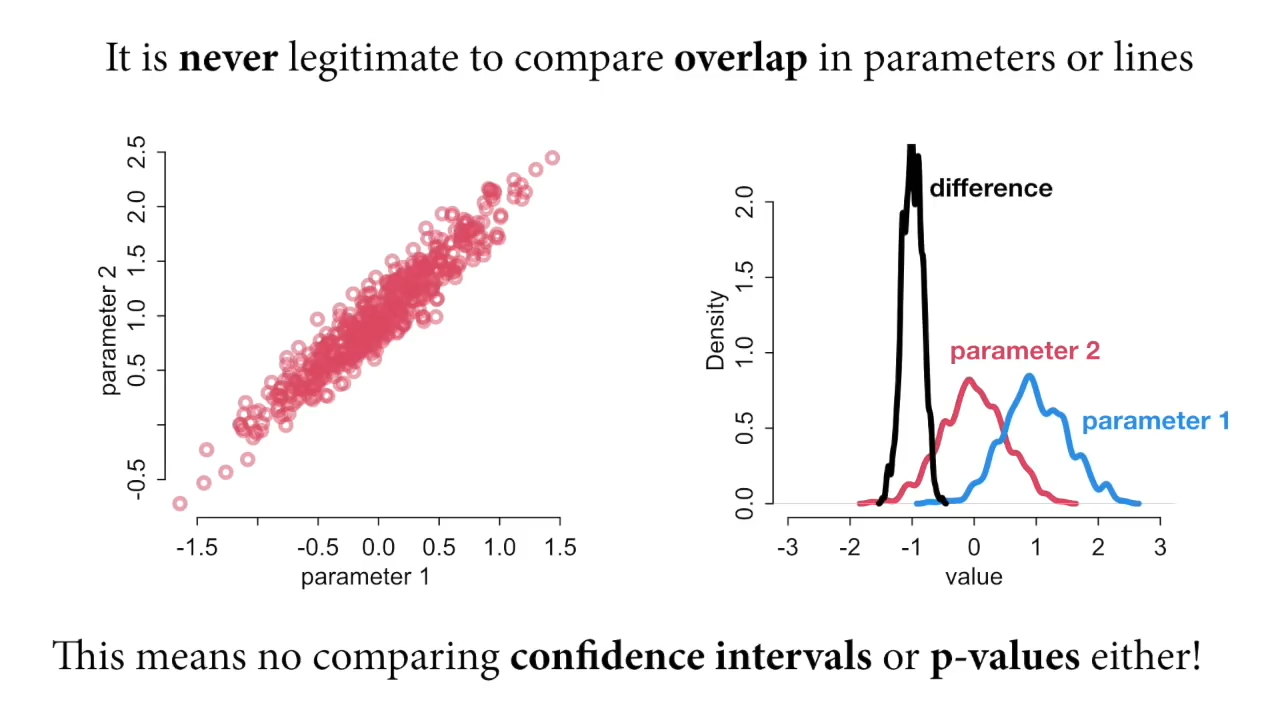 It is never legitimate to compare overlap in parameters or lines
parameter 2
2.5
2.0
1.5
1.0
0.5
-0.5
-1.5
-0.5
0.0
0.5
1.0
1.5
parameter 1
Density
2.0
1.5
1.0
0.5
0.0
difference
parameter 2
parameter 1
-3
-2
-1
0
1
2
3
value
This means no comparing confidence intervals or p-values either!